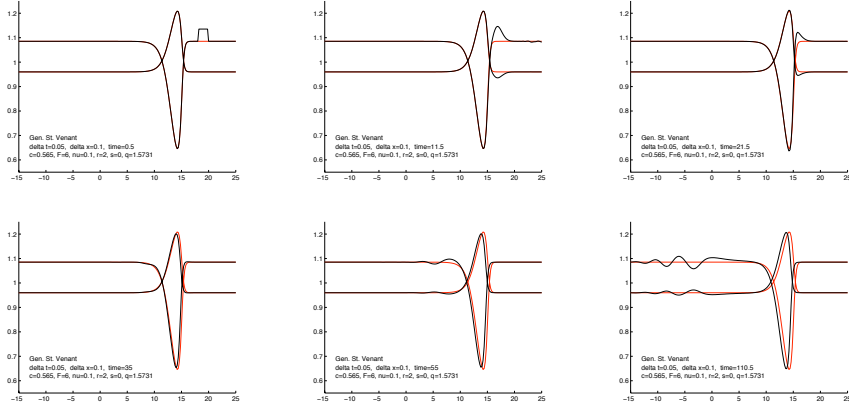 1.2
1.1
1
0.9
0.8
0.7
0.6
Gen. St. Venant
delta t=0.05, delta x=0.1, time=0.5
c=0.565, F=6, nu=0.1, r=2, s=0, q=1.5731
−15 −10 −5 0 5 10 15 20 25
1.2
1.1
1
0.9
0.8
0.7
0.6
Gen. St. Venant
delta t=0.05, delta x=0.1, time=11.5
c=0.565, F=6, nu=0.1, r=2, s=0, q=1.5731
−15 −10 −5 0 5 10 15 20 25
1.2
1.1
1
0.9
0.8
0.7
0.6
Gen. St. Venant
delta t=0.05, delta x=0.1, time=21.5
c=0.565, F=6, nu=0.1, r=2, s=0, q=1.5731
−15 −10 −5 0 5 10 15 20 25
1.2
1.1
1
0.9
0.8
0.7
0.6
Gen. St. Venant
delta t=0.05, delta x=0.1, time=35
c=0.565, F=6, nu=0.1, r=2, s=0, q=1.5731
−15 −10 −5 0 5 10 15 20 25
1.2
1.1
1
0.9
0.8
0.7
0.6
Gen. St. Venant
delta t=0.05, delta x=0.1, time=55
c=0.565, F=6, nu=0.1, r=2, s=0, q=1.5731
−15 −10 −5 0 5 10 15 20 25
1.2
1.1
1
0.9
0.8
0.7
0.6
Gen. St. Venant
delta t=0.05, delta x=0.1, time=110.5
c=0.565, F=6, nu=0.1, r=2, s=0, q=1.5731
−15 −10 −5 0 5 10 15 20 25